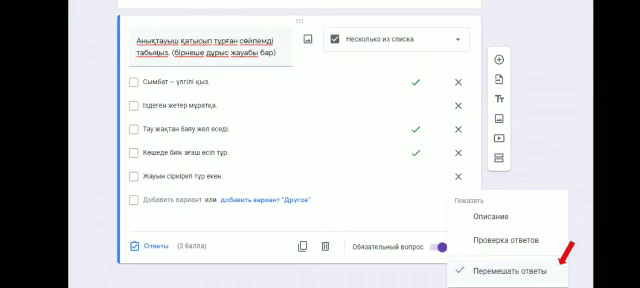 Анықтауыш қатысып тұрған сөйлемді
табыңыз. (бірнеше дұрыс жауабы бар)
Несколько из списка
Сымбат – үлгілі қыз.
Іздеген жетер мұратқа.
Тау жақтан баяу жел еседі.
Көшеде биік ағаш өсіп тұр.
Жауын сіркіреп тұр екен.
Добавить вариант или добавить вариант "Другое"
Ответы (3 балла)
Обязательный вопрос
Показать
Описание
Проверка ответов
Перемешать ответы
Тт